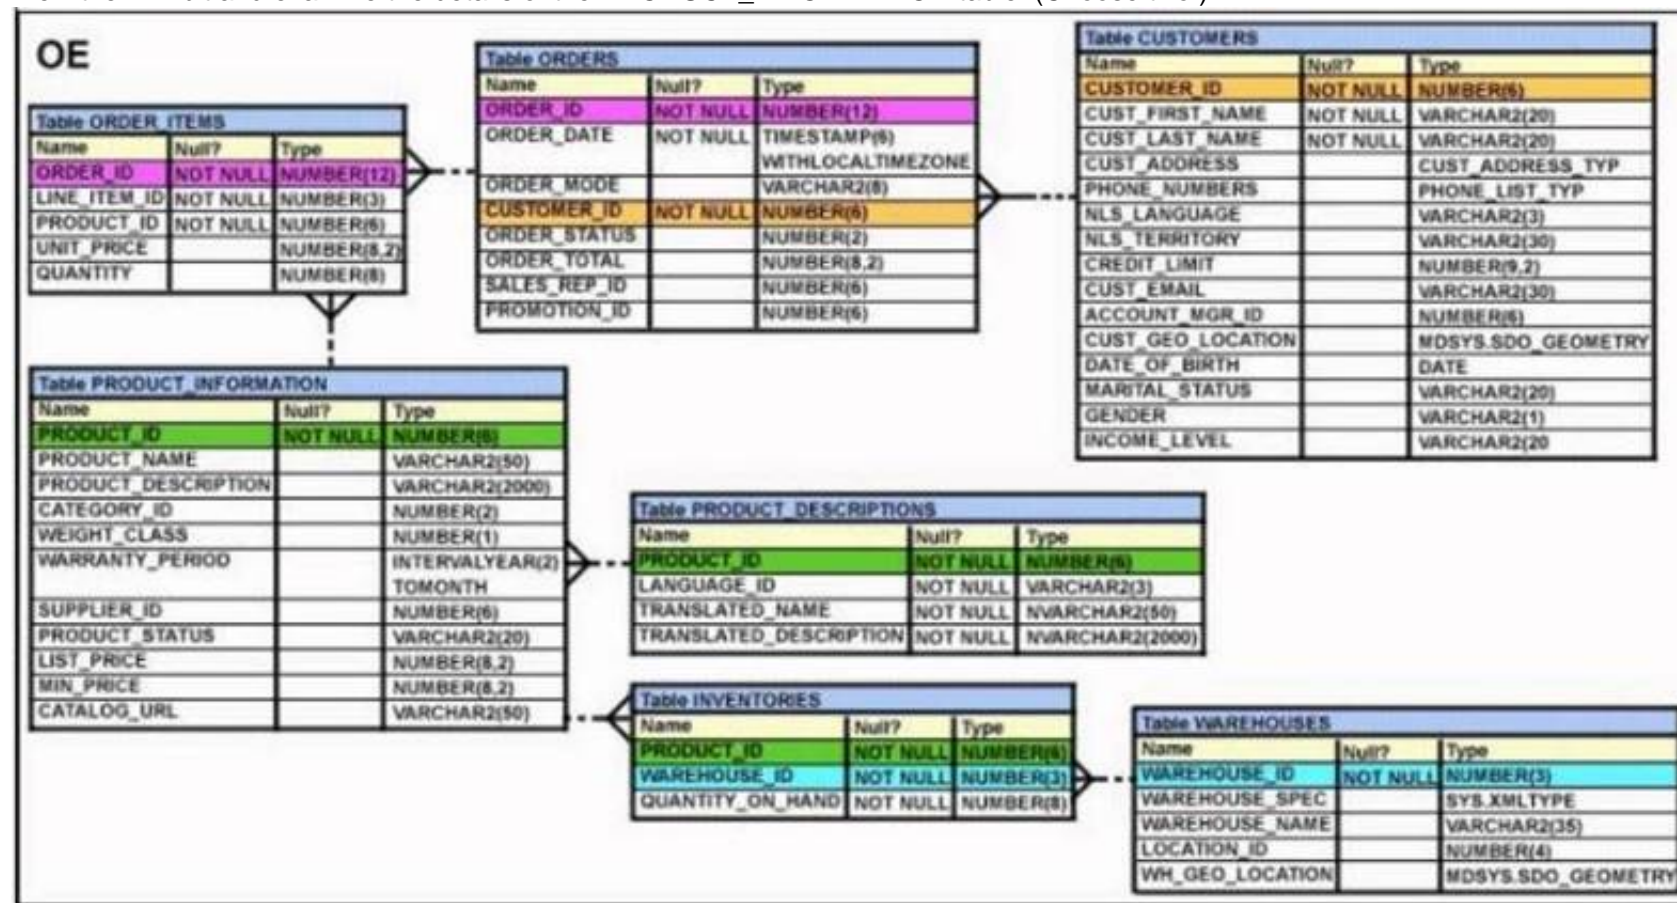 OE
Table ORDER_ITEMS
Name Null? Type
ORDER_ID NOT NULL NUMBER(12)
LINE_ITEM_ID NOT NULL NUMBER(3)
PRODUCT_ID NOT NULL NUMBER(6)
UNIT_PRICE NUMBER(8,2)
QUANTITY NUMBER(8)
Table ORDERS
Name Null? Type
ORDER_ID NOT NULL NUMBER(12)
ORDER_DATE NOT NULL TIMESTAMP(6)
WITHLOCALTIMEZONE
ORDER_MODE VARCHAR2(8)
CUSTOMER_ID NOT NULL NUMBER(6)
ORDER_STATUS NUMBER(2)
ORDER_TOTAL NUMBER(8,2)
SALES_REP_ID NUMBER(6)
PROMOTION_ID NUMBER(6)
Table CUSTOMERS
Name Null? Type
CUSTOMER_ID NOT NULL NUMBER(6)
CUST_FIRST_NAME NOT NULL VARCHAR2(20)
CUST_LAST_NAME NOT NULL VARCHAR2(20)
CUST_ADDRESS CUST_ADDRESS_TYP
PHONE_NUMBERS PHONE_LIST_TYP
NLS_LANGUAGE VARCHAR2(3)
NLS_TERRITORY VARCHAR2(30)
CREDIT_LIMIT NUMBER(9,2)
CUST_EMAIL VARCHAR2(30)
ACCOUNT_MGR_ID NUMBER(6)
CUST_GEO_LOCATION MDSYS.SDO_GEOMETRY
DATE_OF_BIRTH DATE
MARITAL_STATUS VARCHAR2(20)
GENDER VARCHAR2(1)
INCOME_LEVEL VARCHAR2(20
Table PRODUCT_INFORMATION
Name Null? Type
PRODUCT_ID NOT NULL NUMBER(6)
PRODUCT_NAME VARCHAR2(50)
PRODUCT_DESCRIPTION VARCHAR2(2000)
CATEGORY_ID NUMBER(2)
WEIGHT_CLASS NUMBER(1)
WARRANTY_PERIOD INTERVALYEAR(2)
TOMONTH
SUPPLIER_ID NUMBER(6)
PRODUCT_STATUS VARCHAR2(20)
LIST_PRICE NUMBER(8,2)
MIN_PRICE NUMBER(8,2)
CATALOG_URL VARCHAR2(50)
Table PRODUCT_DESCRIPTIONS
Name Null? Type
PRODUCT_ID NOT NULL NUMBER(6)
LANGUAGE_ID NOT NULL VARCHAR2(3)
TRANSLATED_NAME NOT NULL NVARCHAR2(50)
TRANSLATED_DESCRIPTION NOT NULL NVARCHAR2(2000)
Table INVENTORIES
Name Null? Type
PRODUCT_ID NOT NULL NUMBER(6)
WAREHOUSE_ID NOT NULL NUMBER(3)
QUANTITY_ON_HAND NOT NULL NUMBER(8)
Table WAREHOUSES
Name Null? Type
WAREHOUSE_ID NOT NULL NUMBER(3)
WAREHOUSE_SPEC SYS.XMLTYPE
WAREHOUSE_NAME VARCHAR2(35)
LOCATION_ID NUMBER(4)
WH_GEO_LOCATION MDSYS.SDO_GEOMETRY